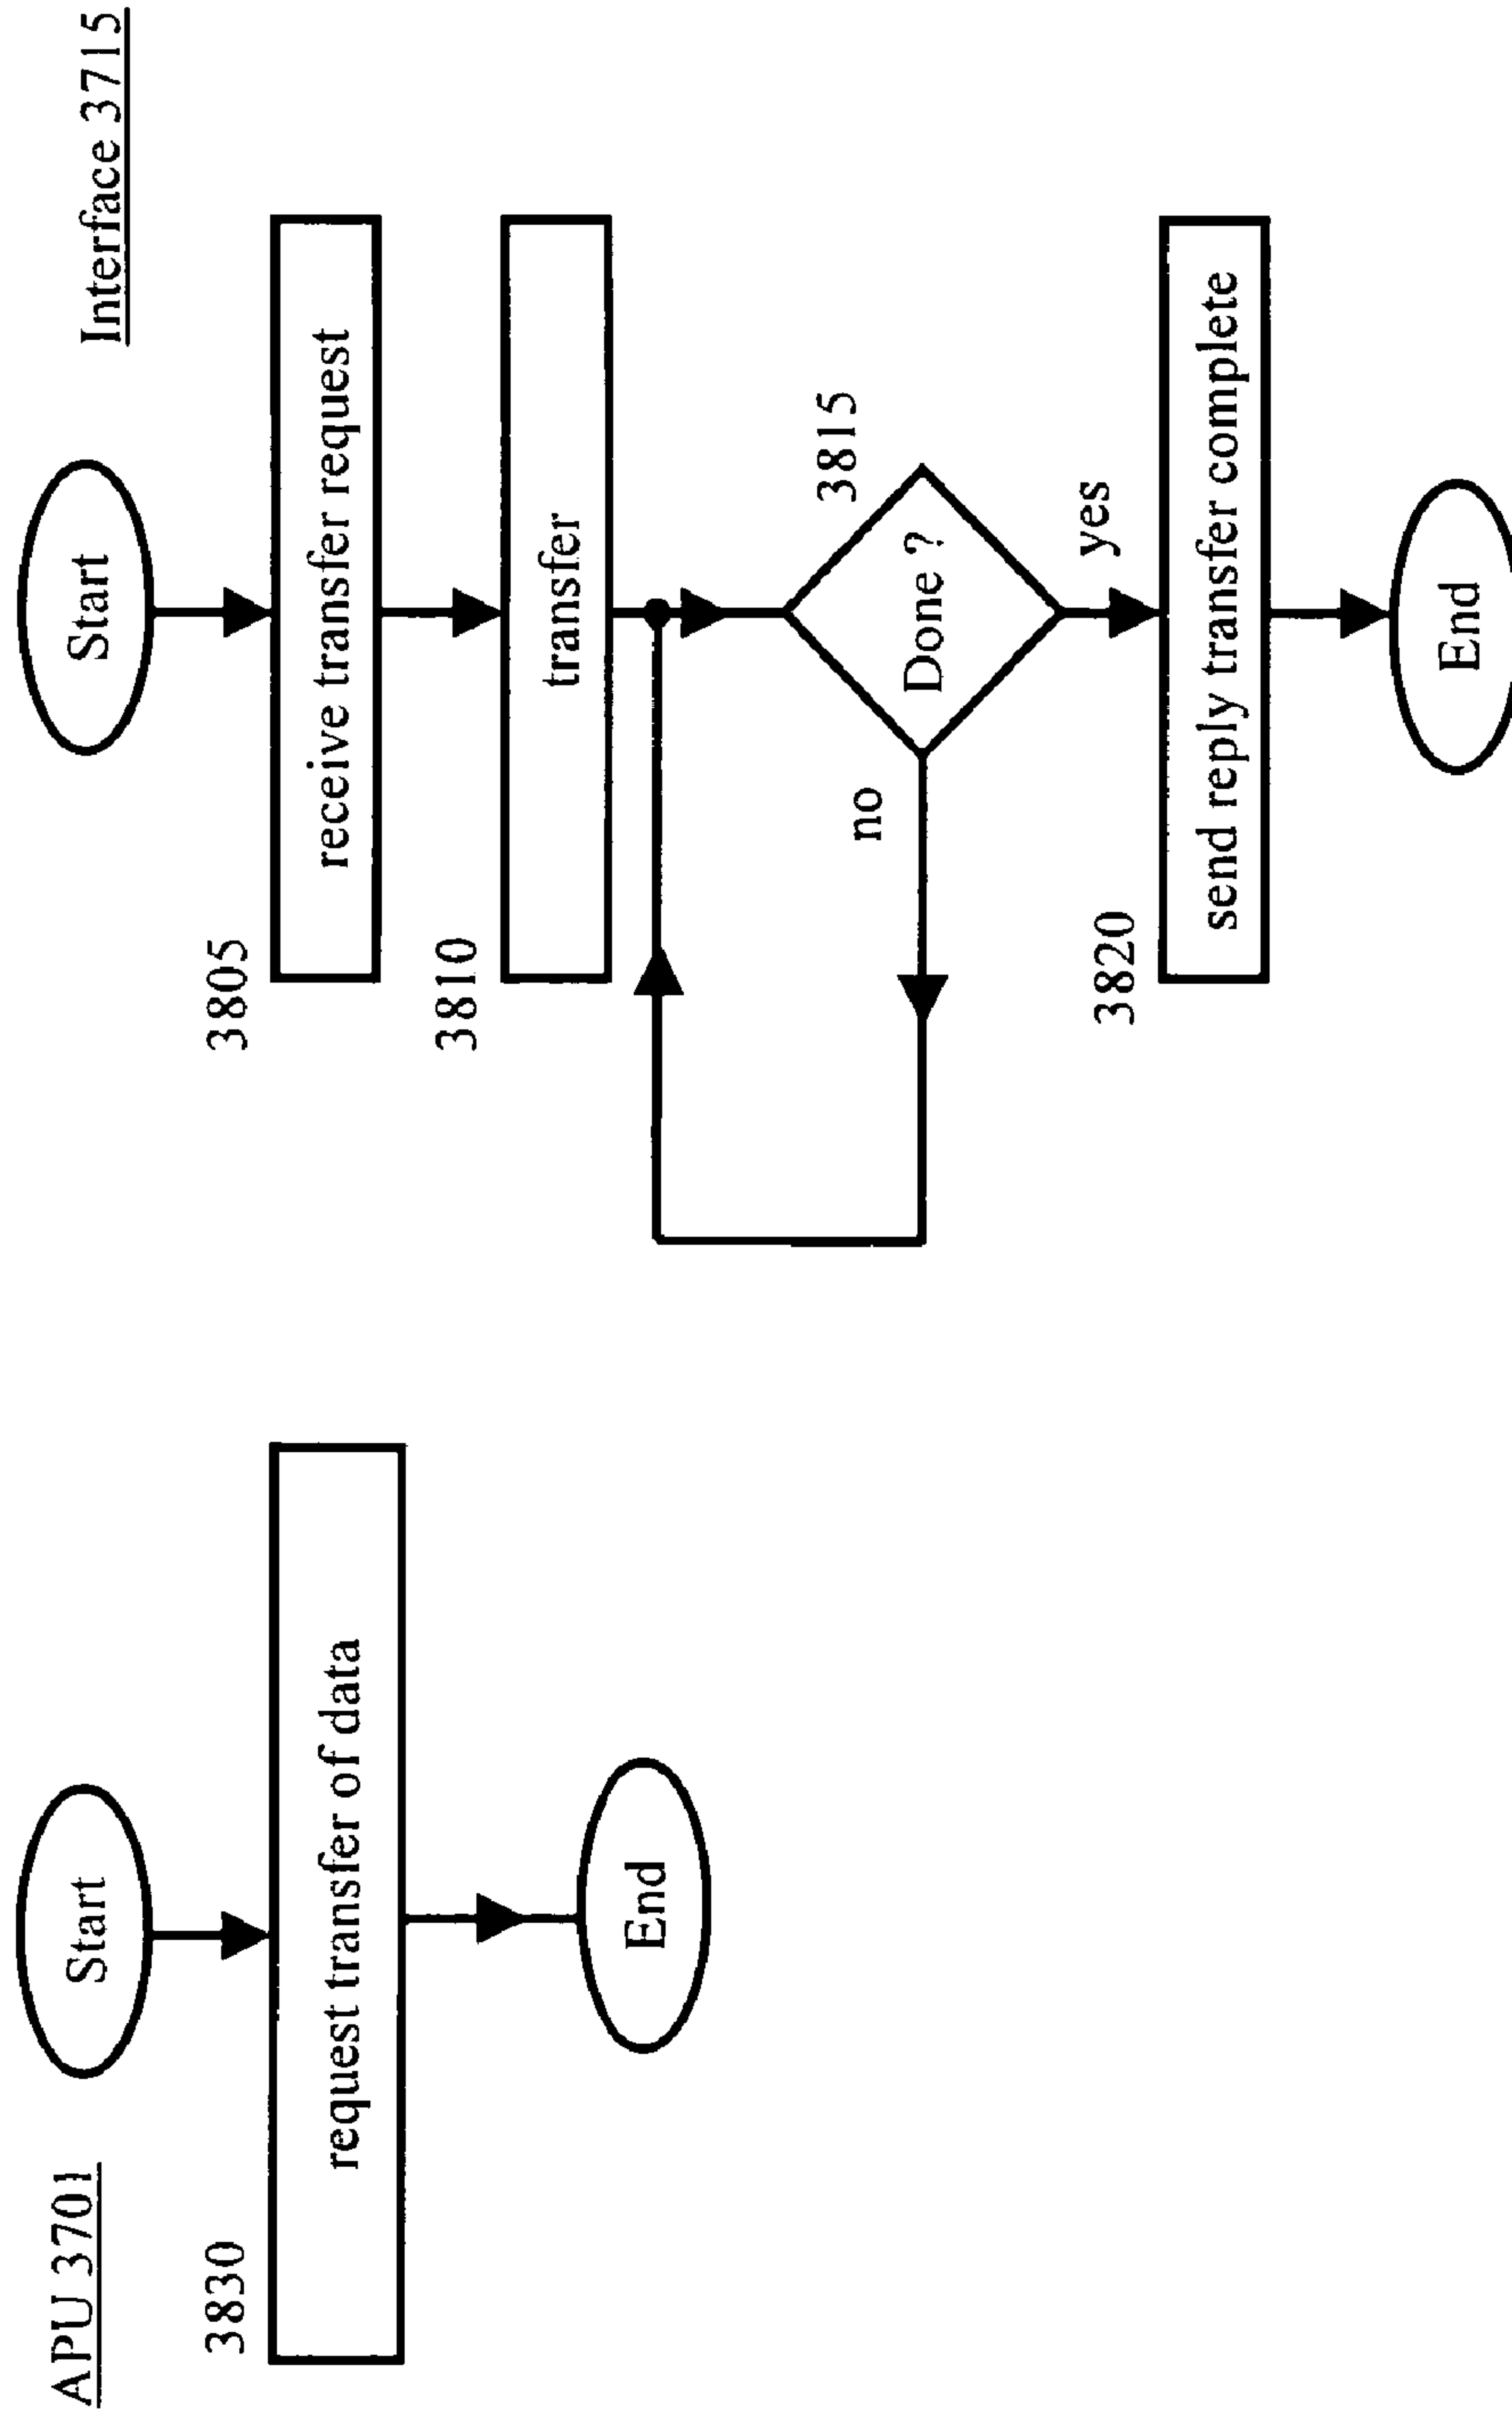 APU 3701
Start
3830
request transfer of data
End
Interface 3715
Start
3805
receive transfer request
3810
transfer
Done ?
3815
no
yes
3820
send reply transfer complete
End